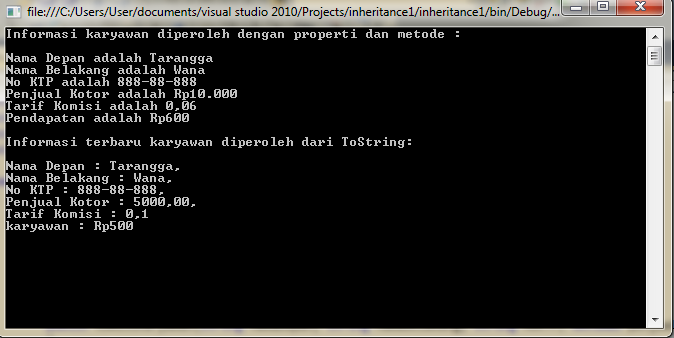 file:///C:/Users/User/documents/visual studio 2010/Projects/inheritance1/inheritance1/bin/Debug/...
Informasi karyawan diperoleh dengan properti dan metode :
Nama Depan adalah Tarangga
Nama Belakang adalah Wana
No KTP adalah 888-88-888
Penjual Kotor adalah Rp10.000
Tarif Komisi adalah 0,06
Pendapatan adalah Rp600
Informasi terbaru karyawan diperoleh dari ToString:
Nama Depan : Tarangga,
Nama Belakang : Wana,
No KTP : 888-88-888,
Penjual Kotor : 5000,00,
Tarif Komisi : 0,1
karyawan : Rp500